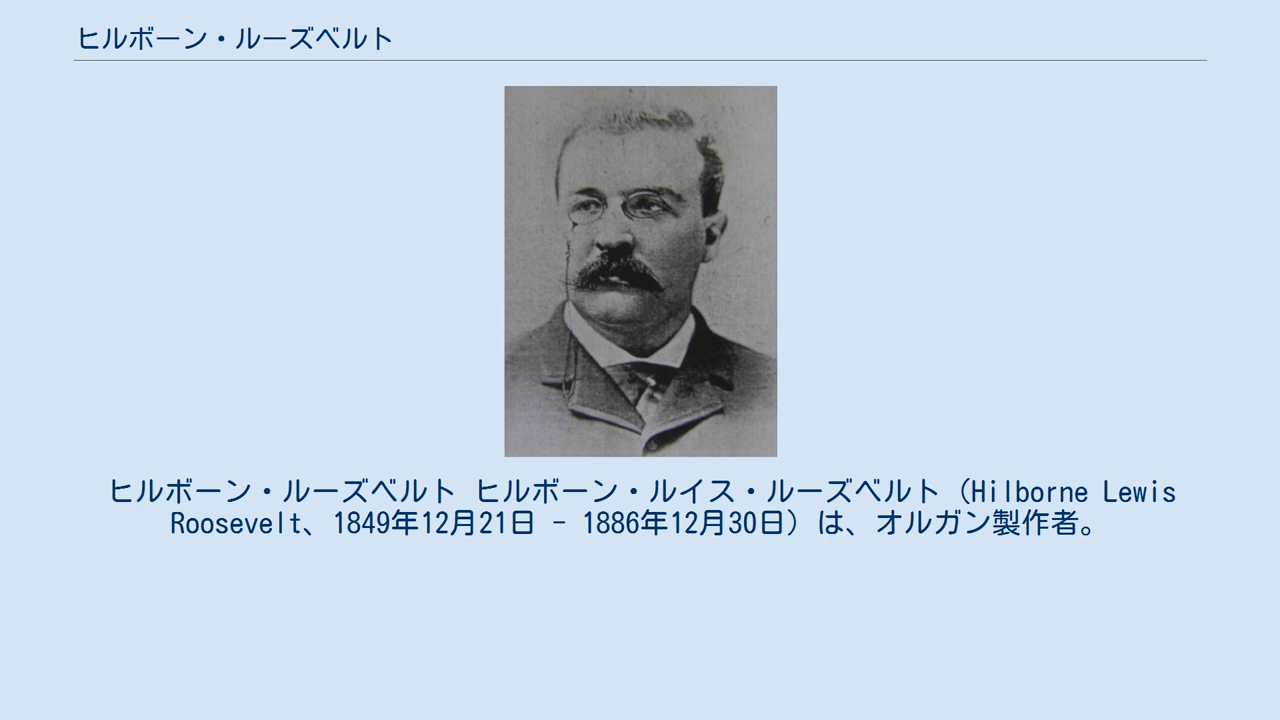 ヒルボーン・ルーズベルト
ヒルボーン・ルーズベルト ヒルボーン・ルイス・ルーズベルト（Hilborne Lewis
Roosevelt、1849年12月21日 - 1886年12月30日）は、オルガン製作者。